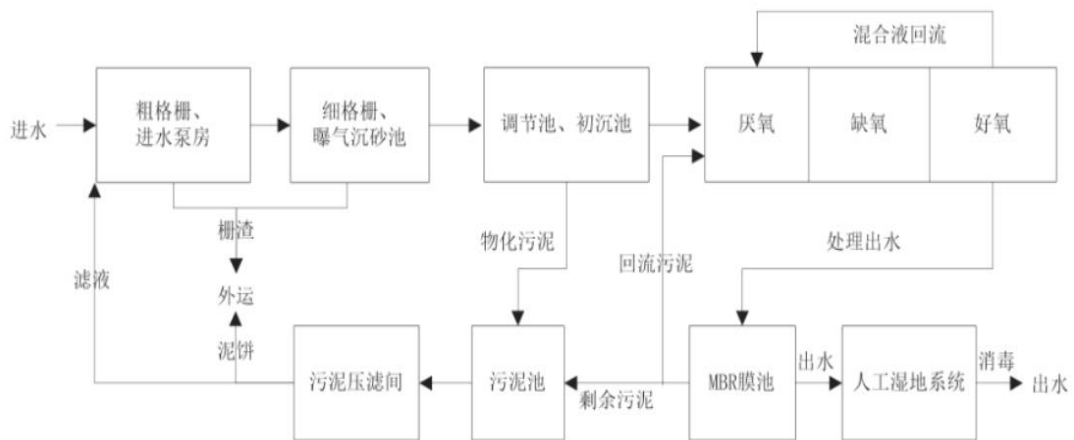 混合液回流
进水
粗格栅、
进水泵房
细格栅、
曝气沉砂池
调节池、初沉池
厌氧
缺氧
好氧
栅渣
物化污泥
回流污泥
处理出水
滤液
外运
泥饼
污泥压滤间
污泥池
剩余污泥
MBR膜池
出水
人工湿地系统
消毒
出水